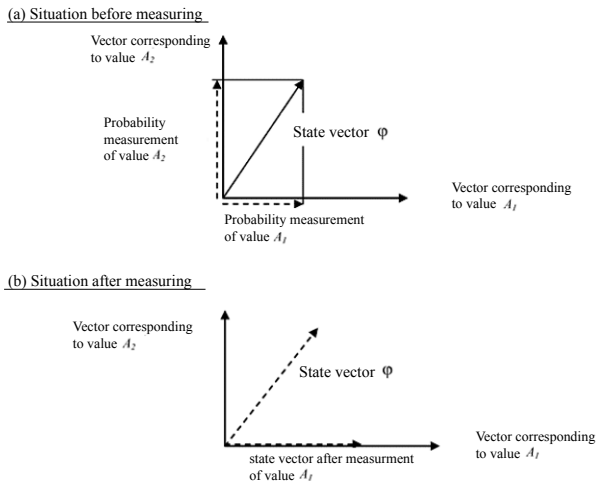 (a) Situation before measuring
Vector corresponding
to value A₂
Probability
measurement
of value A₂
State vector φ
Vector corresponding
to value A₁
Probability measurement
of value A₁
(b) Situation after measuring
Vector corresponding
to value A₂
State vector φ
Vector corresponding
to value A₁
state vector after measurment
of value A₁